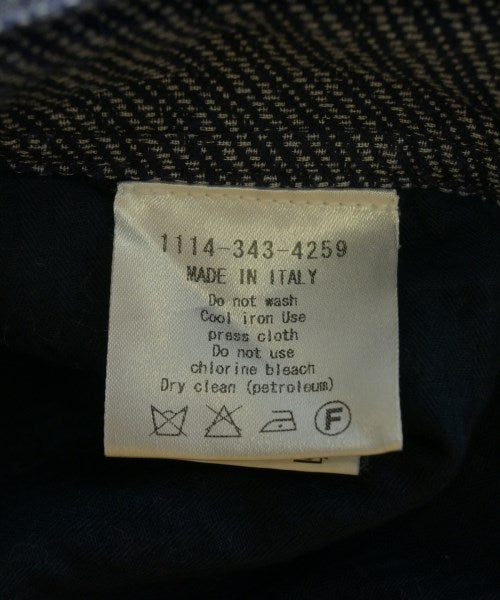 1114-343-4259
MADE IN ITALY
Do not wash
Cool iron Use
press cloth
Do not use
chlorine bleach
Dry clean (petroleum)
F